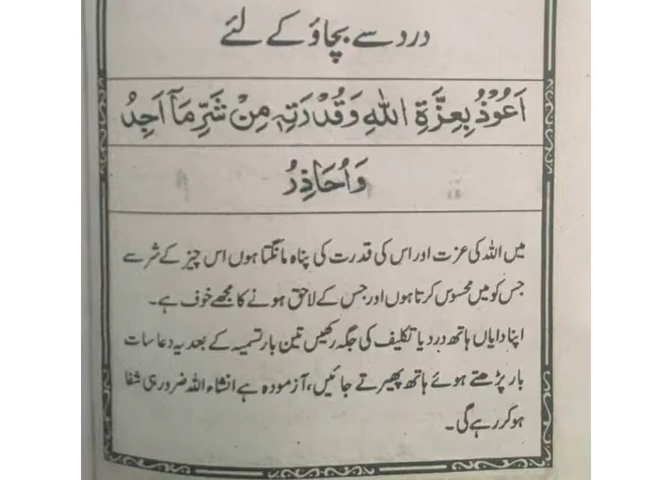 درد سے بچاؤ کے لئے
اَعُوْذُ بِعِزَّةِ اللهِ وَقُدْرَتِهٖ مِنْ شَرِّ مَآ اَجِدُ
وَاُحَاذِرُ
میں اللہ کی عزت اور اس کی قدرت کی پناہ مانگتا ہوں اس چیز کے شر سے
جس کو میں محسوس کرتا ہوں اور جس کے لاحق ہونے کا مجھے خوف ہے۔
اپنا دایاں ہاتھ درد یا تکلیف کی جگہ رکھیں تین بار تسمیہ کے بعد یہ دعا سات
بار پڑھتے ہوئے ہاتھ پھیرتے جائیں، آزمودہ ہے انشاء اللہ ضرور ہی شفا
ہو کر رہے گی۔